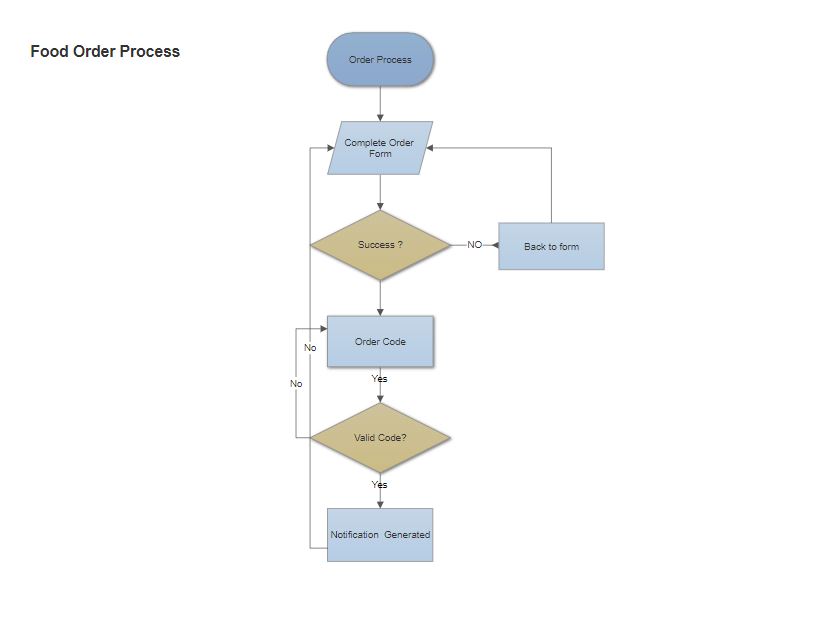 Food Order Process
Order Process
Complete Order
Form
Success ?
NO
Back to form
Order Code
No
No
Yes
Valid Code?
Yes
Notification Generated